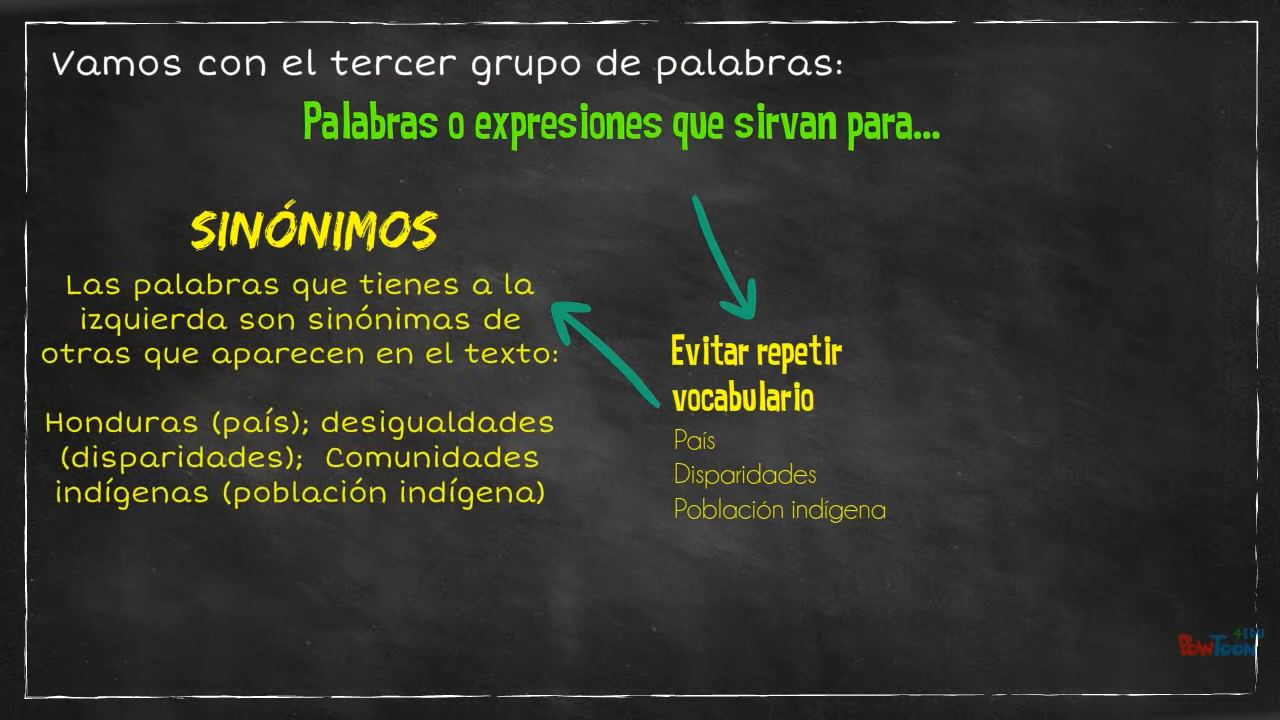 Vamos con el tercer grupo de palabras:
Palabras o expresiones que sirvan para...
SINÓNIMOS
Las palabras que tienes a la
izquierda son sinónimas de
otras que aparecen en el texto:
Honduras (país); desigualdades
(disparidades); Comunidades
indígenas (población indígena)
Evitar repetir
vocabulario
País
Disparidades
Población indígena
4EDU
POWTOON